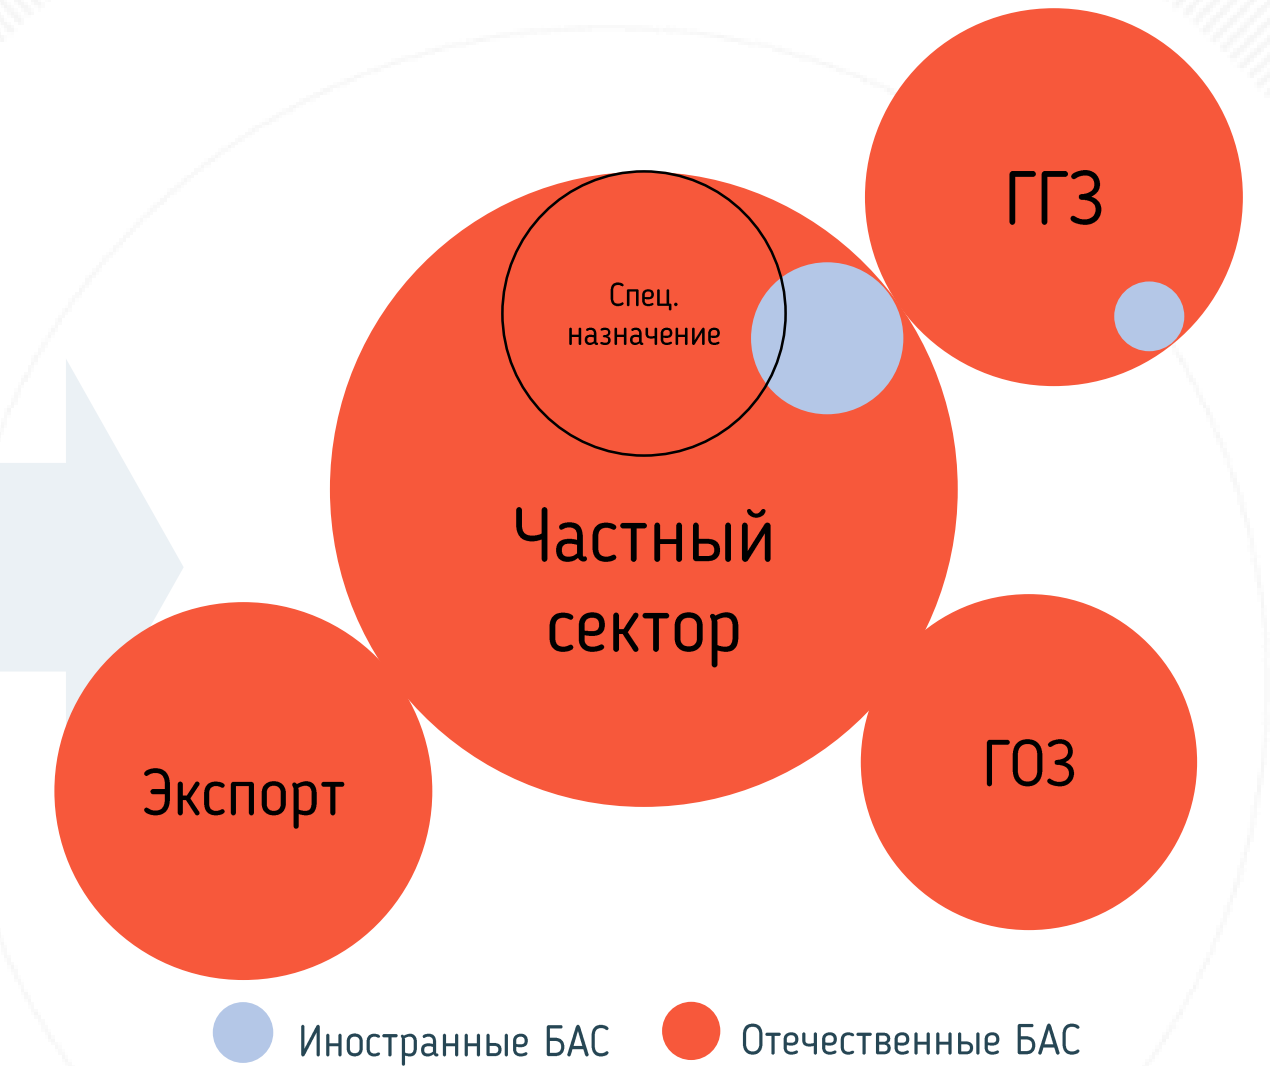 ГГЗ
Спец.
назначение
Частный
сектор
Экспорт
ГОЗ
Иностранные БАС
Отечественные БАС